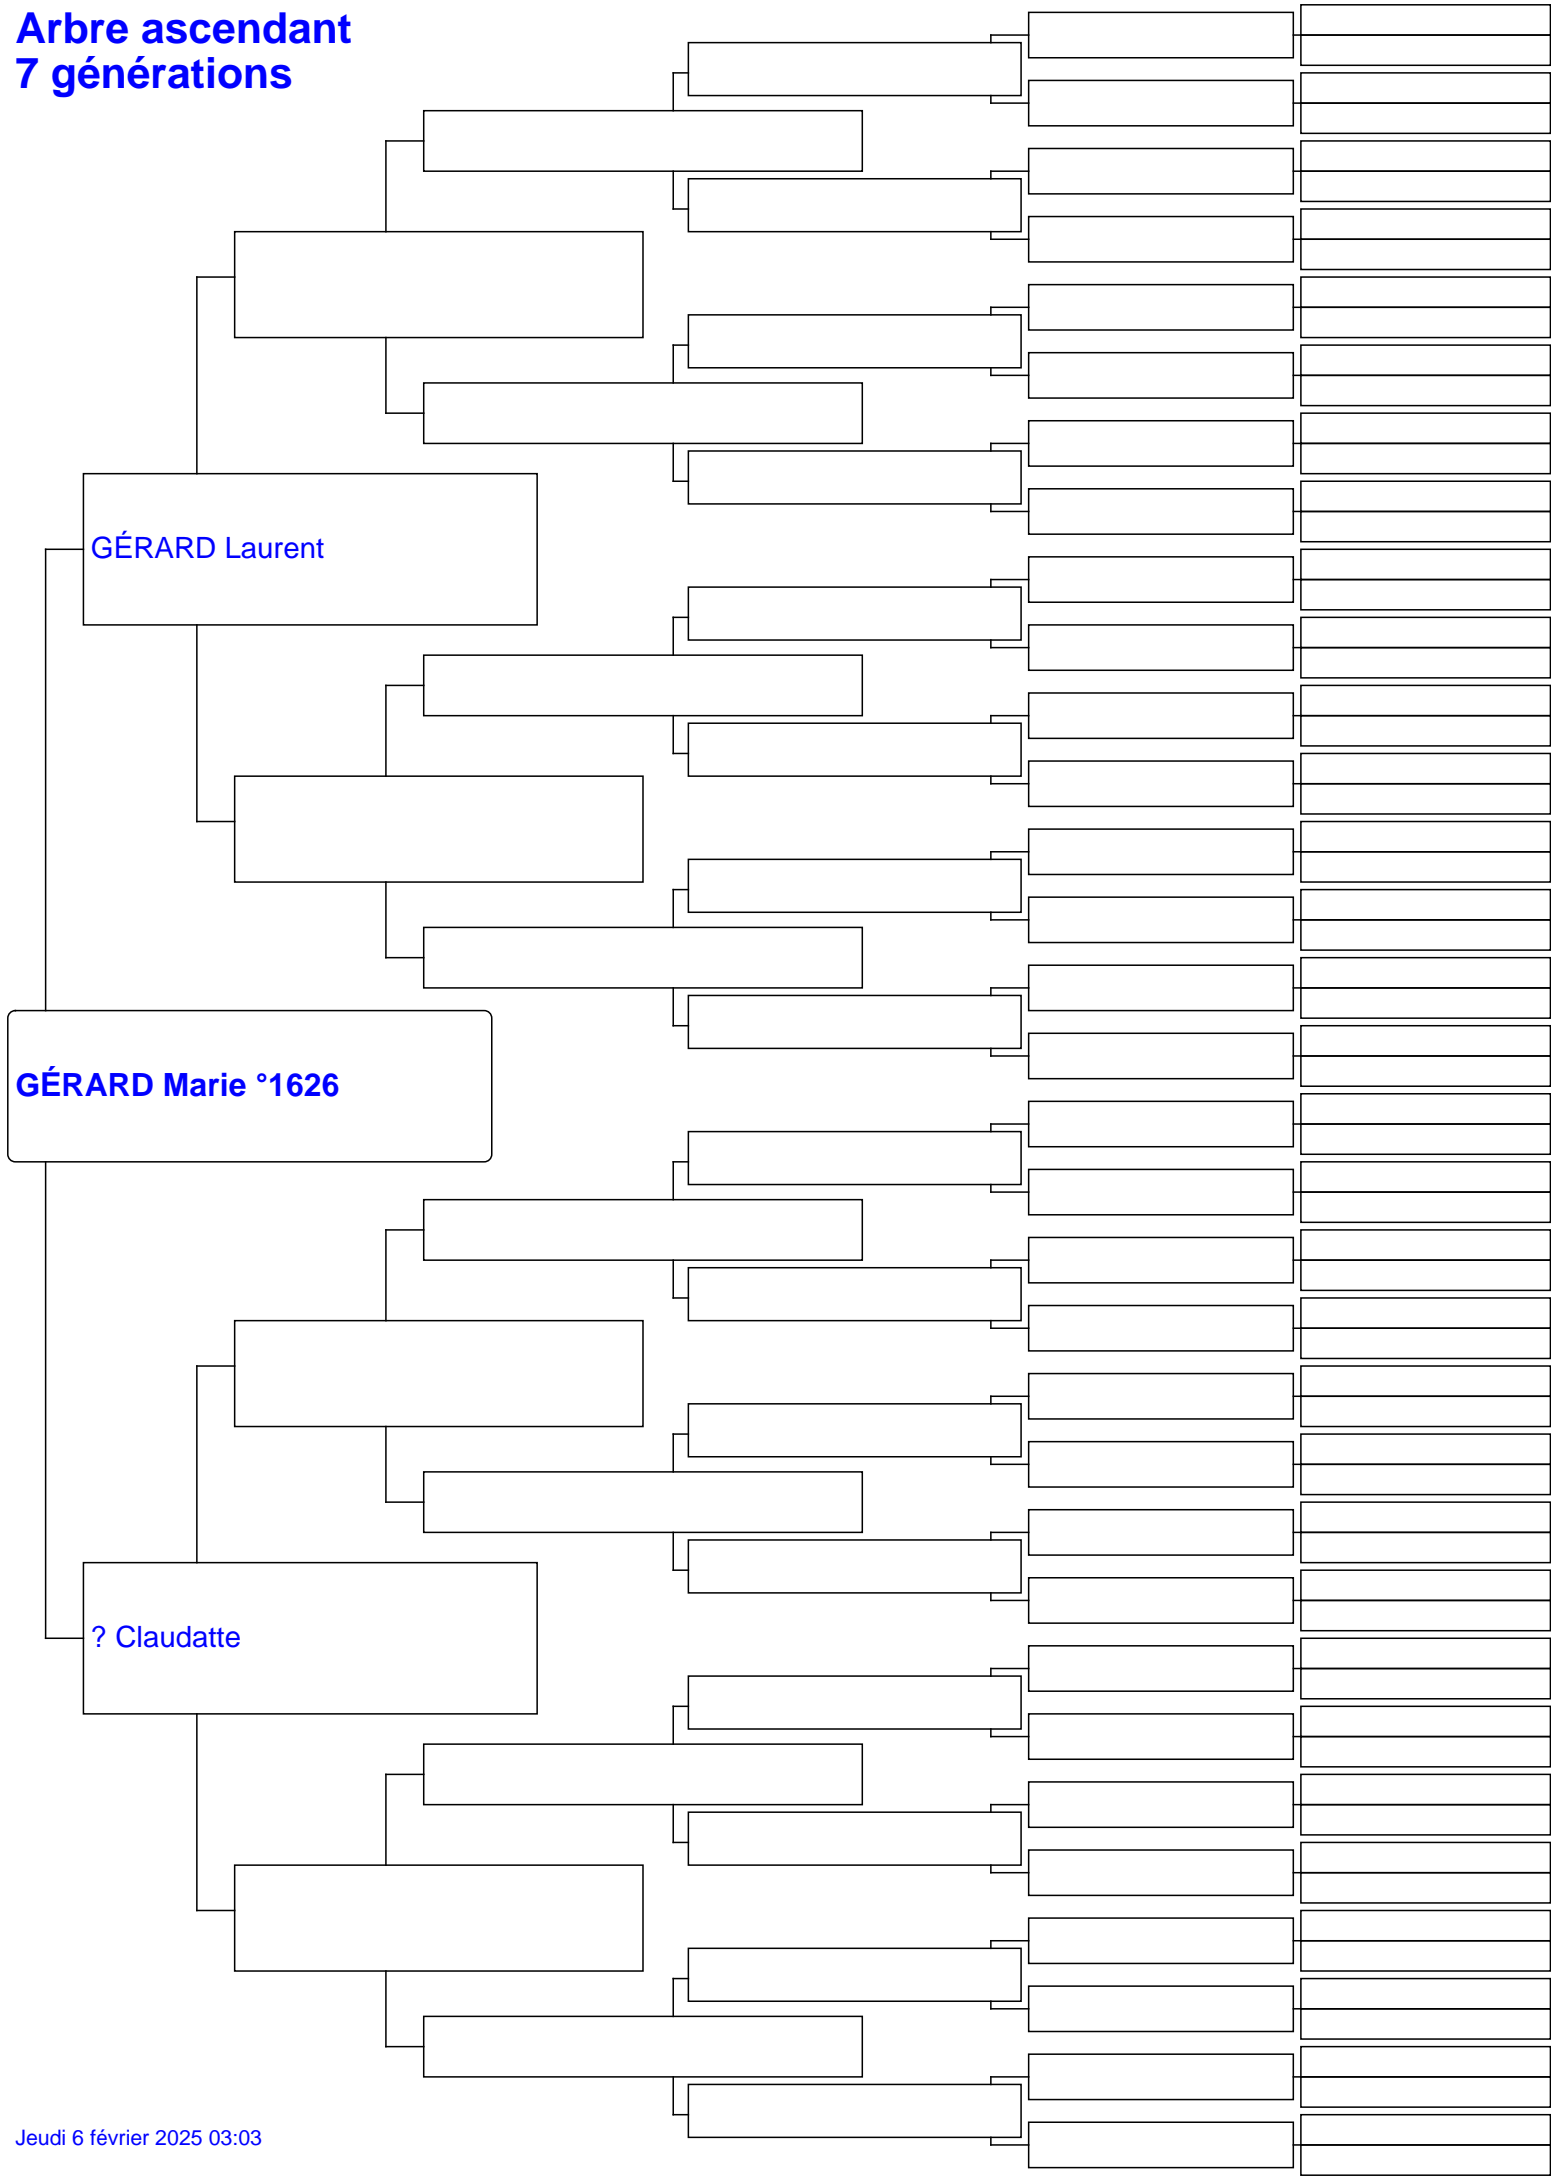 Arbre ascendant
7 générations
GÉRARD Laurent
GÉRARD Marie °1626
? Claudatte
Jeudi 6 février 2025 03:03